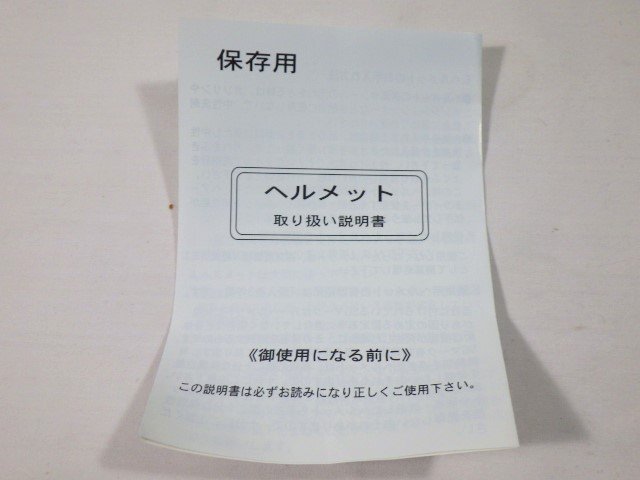 保存用
ヘルメット
取り扱い説明書
《御使用になる前に》
この説明書は必ずお読みになり正しくご使用下さい。